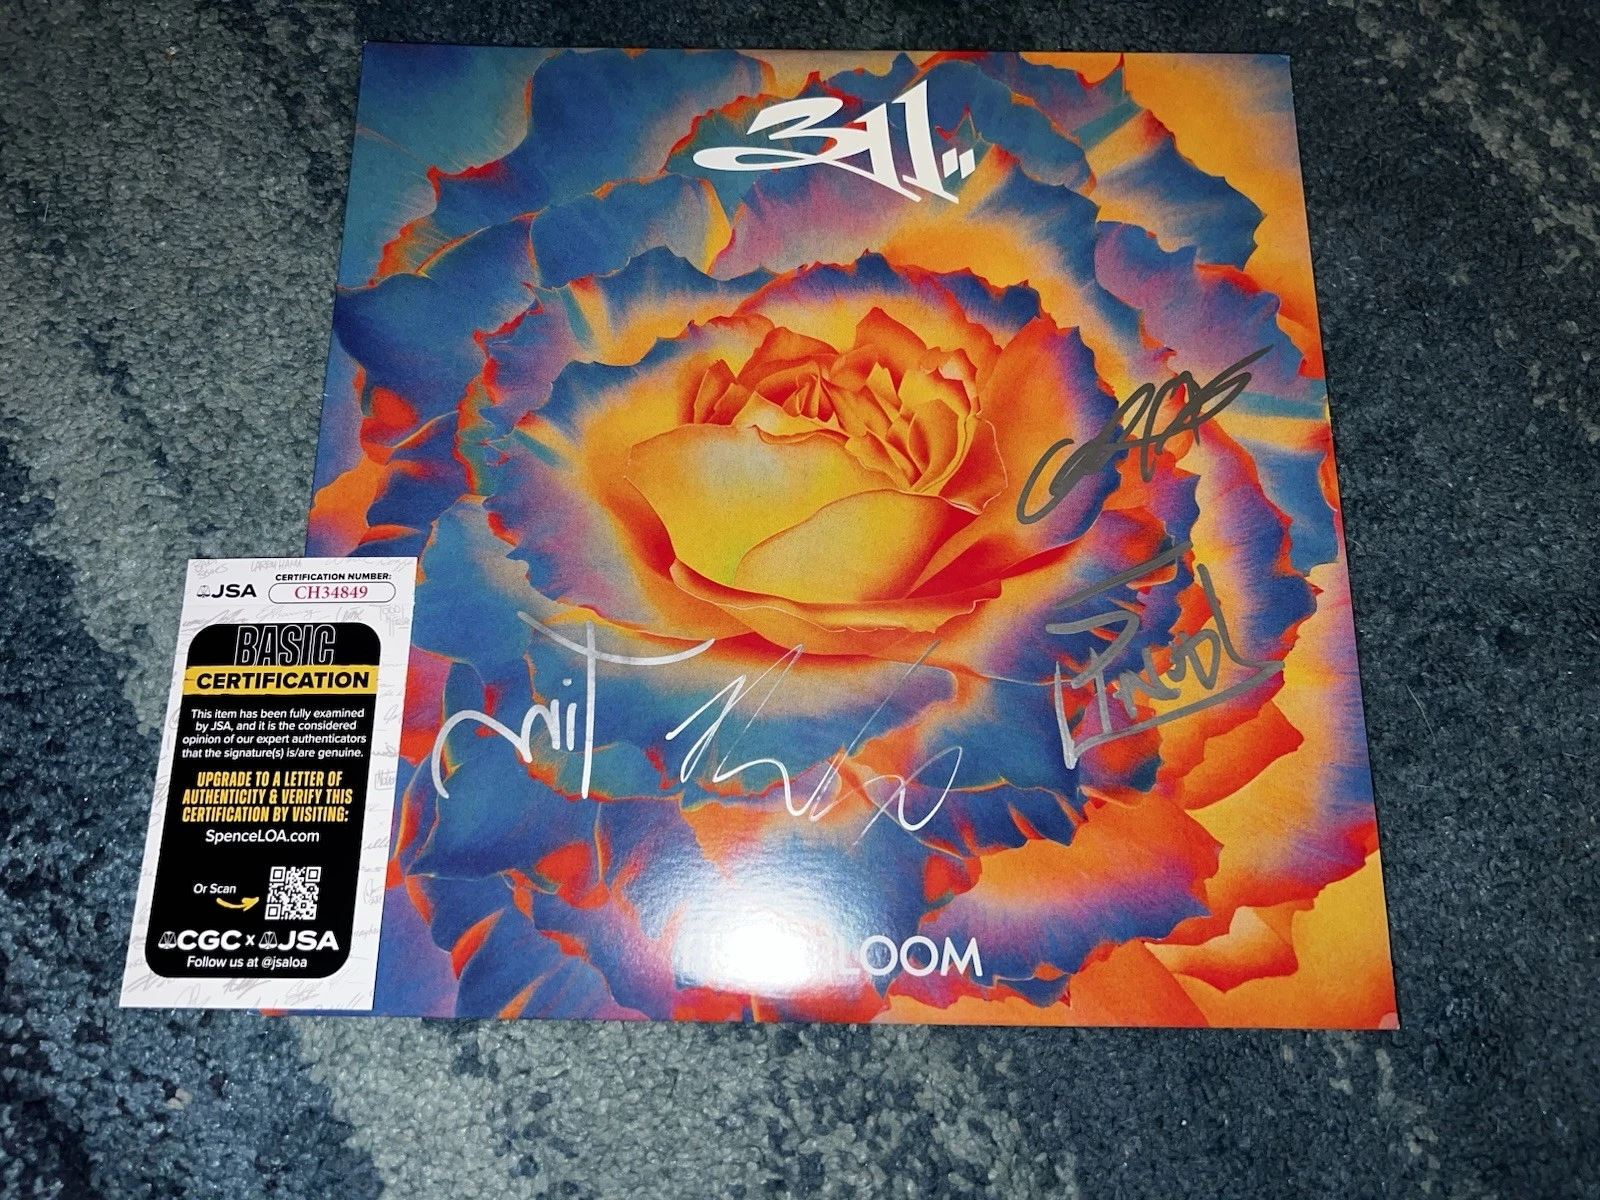 311
JSA
CERTIFICATION NUMBER:
CH34849
BASIC
CERTIFICATION
This item has been fully examined
by JSA, and it is the considered
opinion of our expert authenticators
that the signature(s) is/are genuine.
UPGRADE TO A LETTER OF
AUTHENTICITY & VERIFY THIS
CERTIFICATION BY VISITING:
SpenceLOA.com
Or Scan
CGC x JSA
Follow us at @jsaloa
LOOM